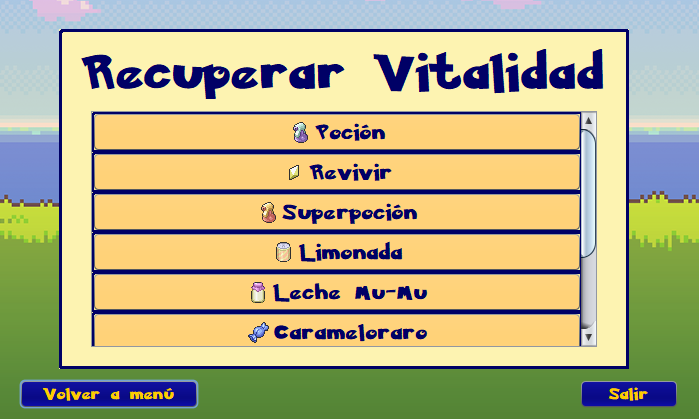 Recuperar Vitalidad
Poción
Revivir
Superpoción
Limonada
Leche Mu-Mu
Carameloraro
Volver a menú
Salir